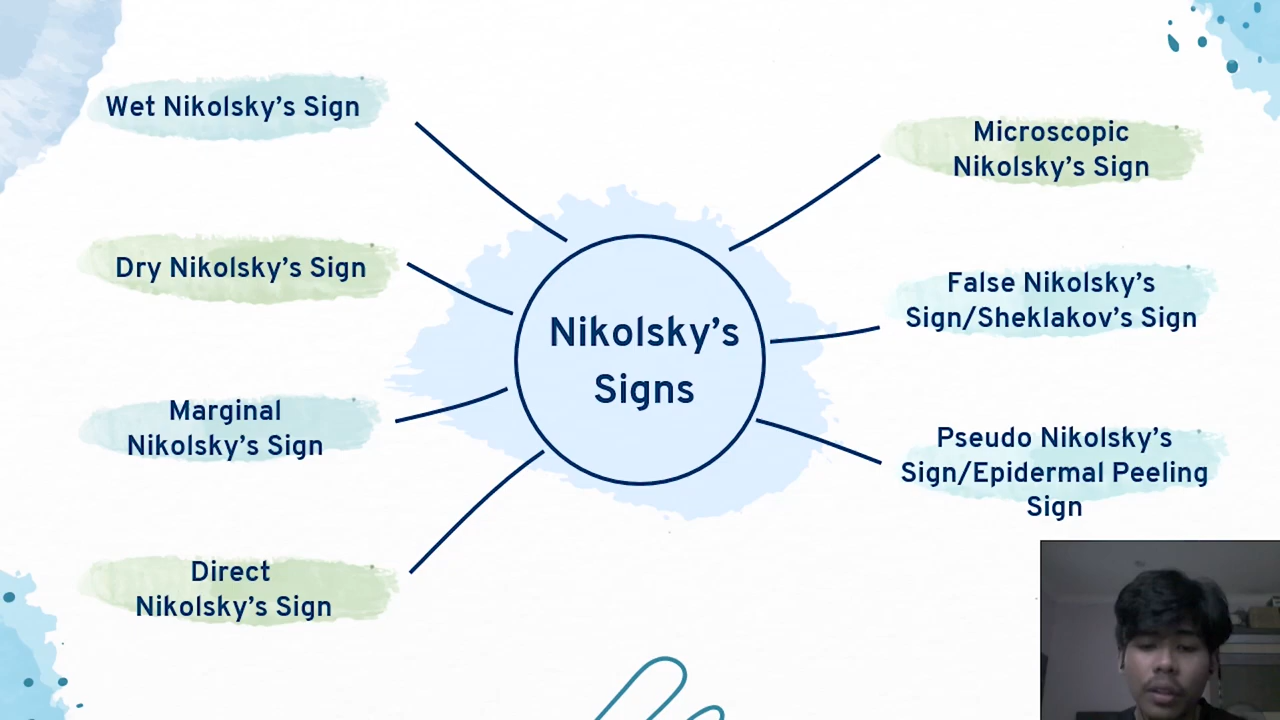 Wet Nikolsky’s Sign
Dry Nikolsky’s Sign
Marginal
Nikolsky’s Sign
Direct
Nikolsky’s Sign
Nikolsky’s
Signs
Microscopic
Nikolsky’s Sign
False Nikolsky’s
Sign/Sheklakov’s Sign
Pseudo Nikolsky’s
Sign/Epidermal Peeling
Sign